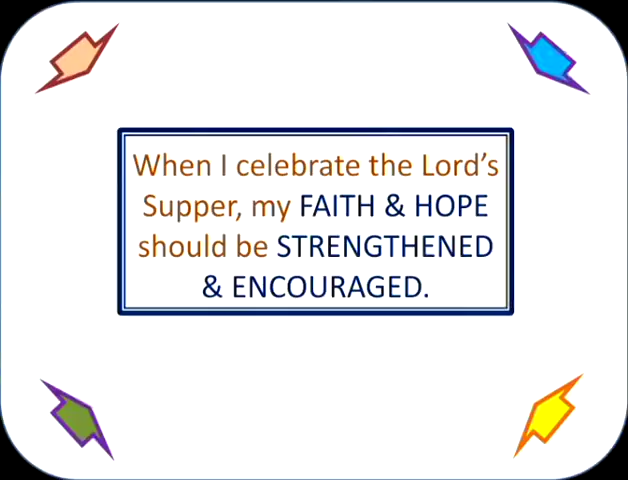 When I celebrate the Lord’s
Supper, my FAITH & HOPE
should be STRENGTHENED
& ENCOURAGED.